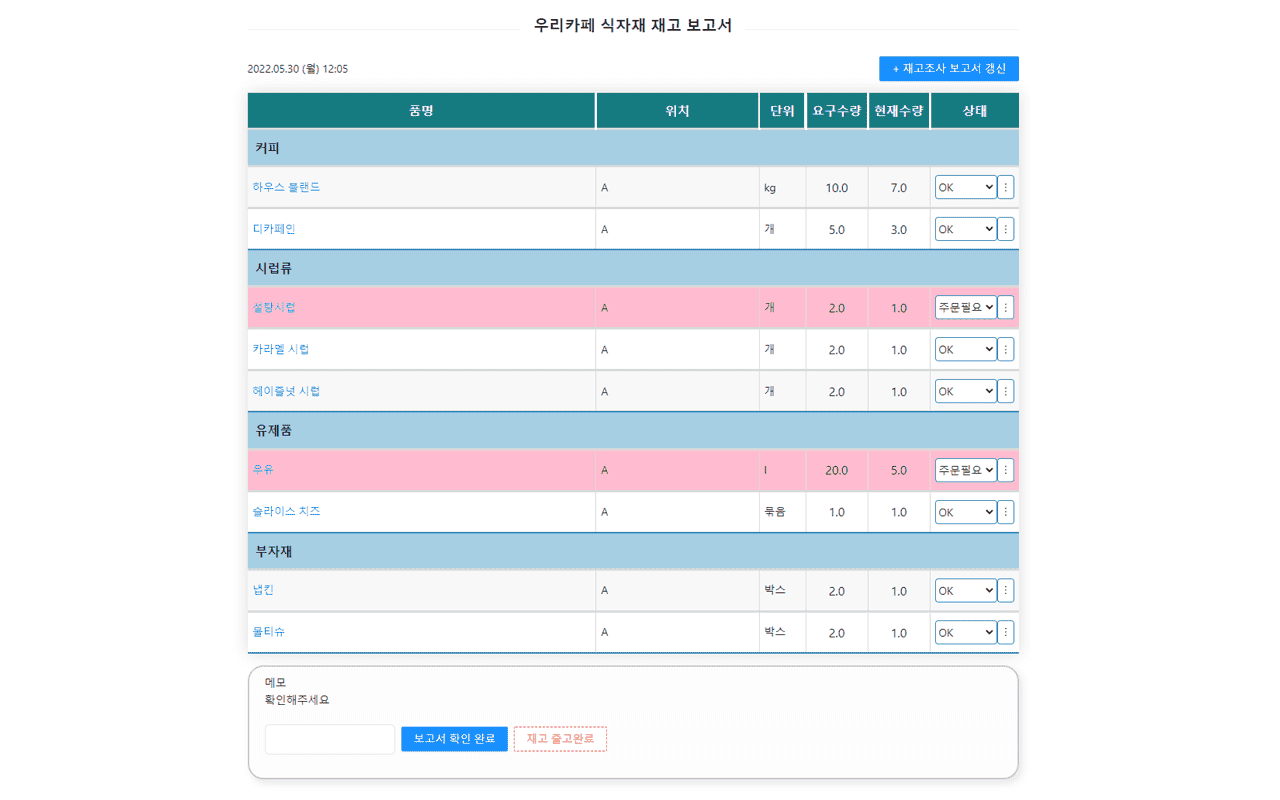 우리카페 식자재 재고 보고서
2022.05.30 (월) 12:05
+ 재고조사 보고서 갱신
품명 위치 단위 요구수량 현재수량 상태
커피
하우스 블랜드 A kg 10.0 7.0 OK
디카페인 A 개 5.0 3.0 OK
시럽류
설탕시럽 A 개 2.0 1.0 주문필요
카라멜 시럽 A 개 2.0 1.0 OK
헤이즐넛 시럽 A 개 2.0 1.0 OK
유제품
우유 A l 20.0 5.0 주문필요
슬라이스 치즈 A 묶음 1.0 1.0 OK
부자재
냅킨 A 박스 2.0 1.0 OK
물티슈 A 박스 2.0 1.0 OK
메모
확인해주세요
보고서 확인 완료 재고 출고완료